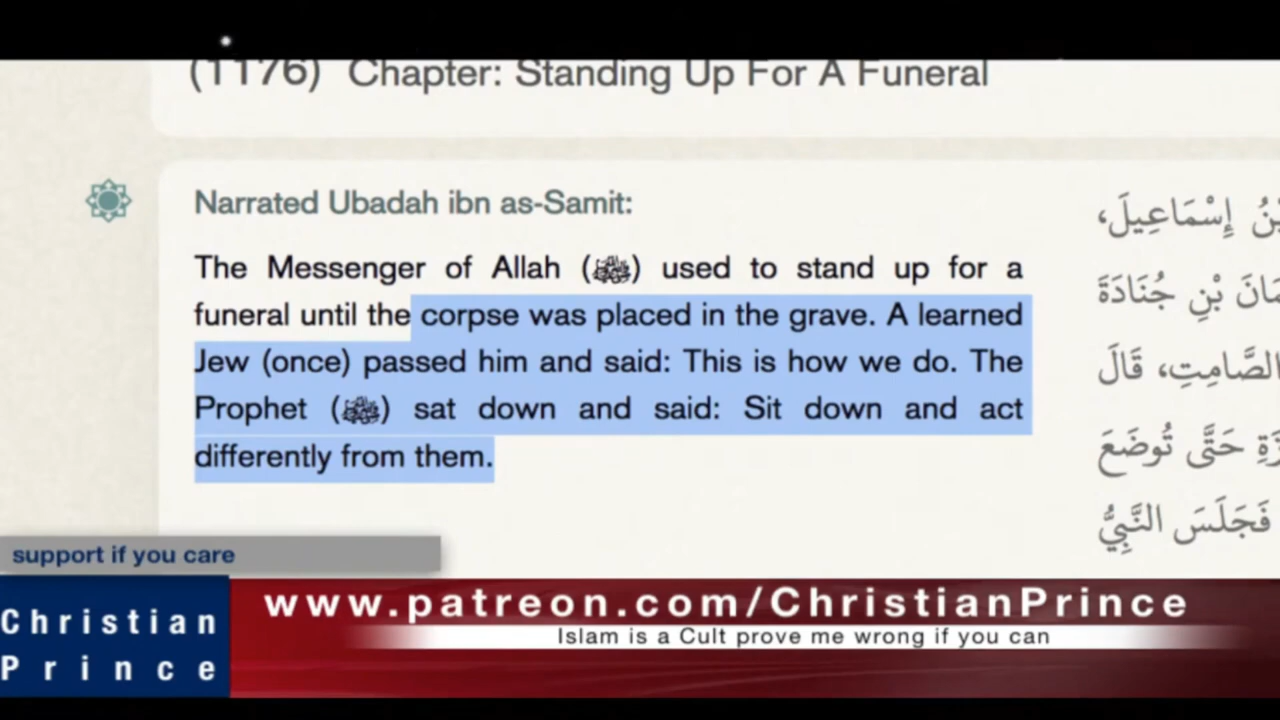 (1176) Chapter: Standing Up For A Funeral
Narrated Ubadah ibn as-Samit:
The Messenger of Allah (ﷺ) used to stand up for a
funeral until the corpse was placed in the grave. A learned
Jew (once) passed him and said: This is how we do. The
Prophet (ﷺ) sat down and said: Sit down and act
differently from them.
إِسْمَاعِيلَ،
بْنِ جُنَادَةَ
الصَّامِتِ، قَالَ
حَتَّى تُوضَعَ
فَجَلَسَ النَّبِيُّ
support if you care
Christian
Prince
www.patreon.com/ChristianPrince
Islam is a Cult prove me wrong if you can